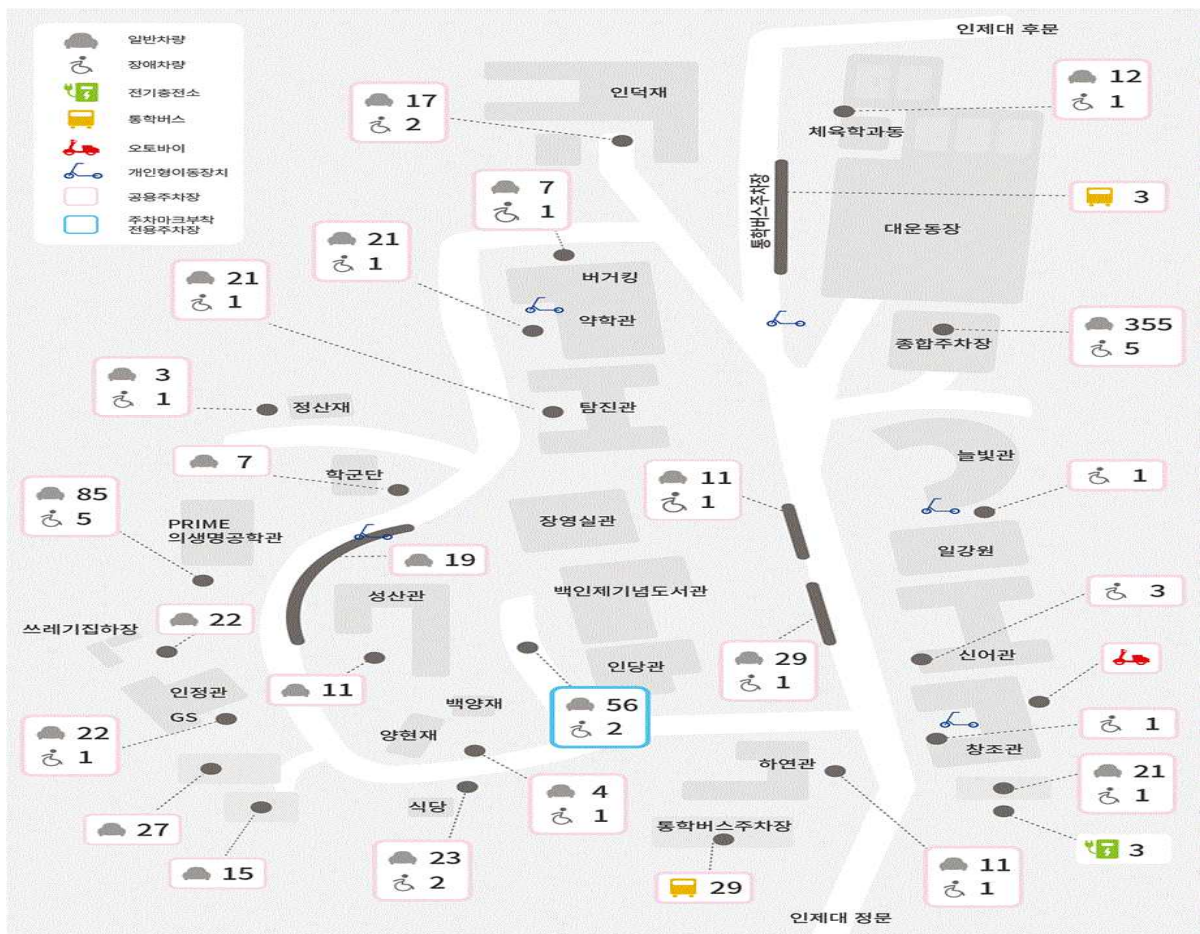 일반차량
장애차량
전기충전소
통학버스
오토바이
개인형이동장치
공용주차장
주차마크부착
전용주차장
인제대 후문
12
1
인덕재
17
2
체육학과동
7
1
통학버스주차장
3
대운동장
21
1
버거킹
약학관
21
1
355
5
종합주차장
3
1
정산재
탐진관
7
학군단
11
1
늘빛관
1
85
5
PRIME
의생명공학관
장영실관
19
일강원
성산관
백인제기념도서관
3
쓰레기집하장
22
인당관
29
1
신어관
11
인정관
GS
백양재
56
2
22
1
양현재
1
창조관
하연관
4
1
21
1
식당
27
통학버스주차장
3
15
23
2
29
11
1
인제대 정문